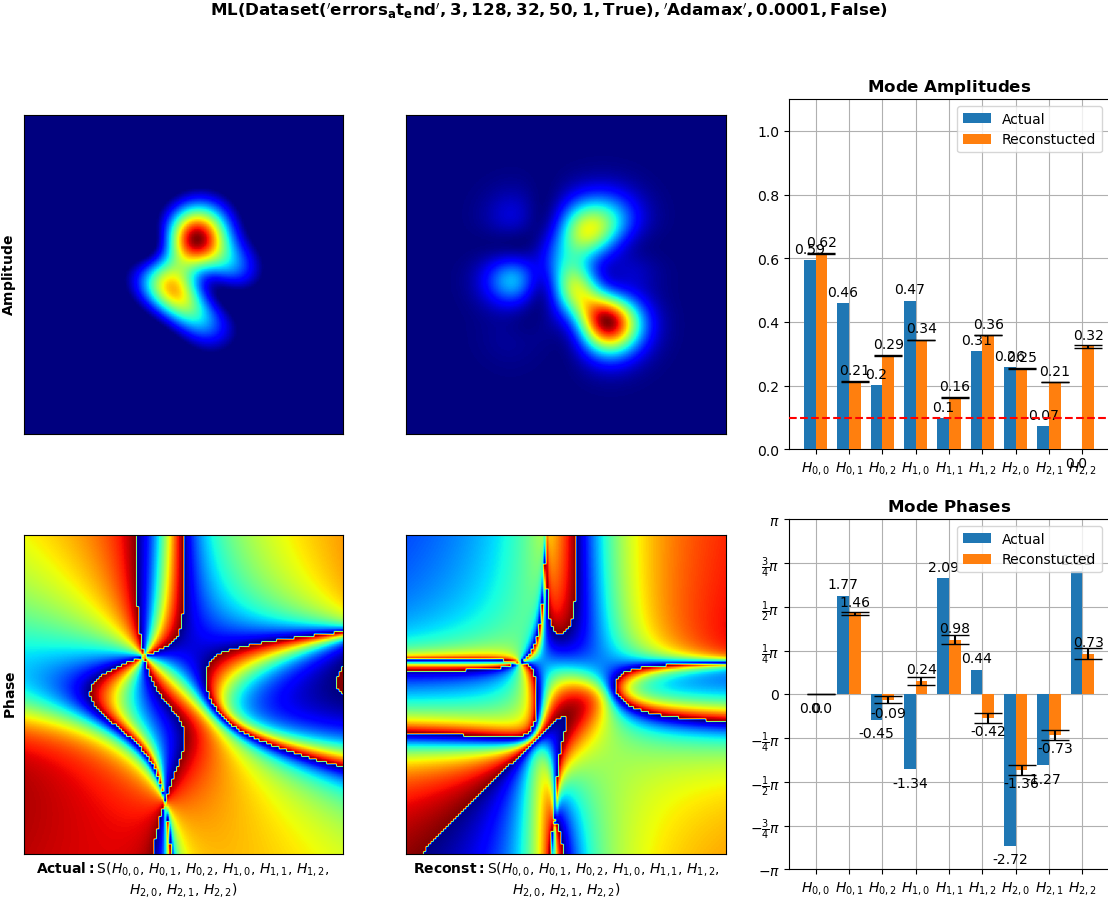 ML(Dataset('errors_at_end', 3, 128, 32, 50, 1, True), 'Adamax', 0.0001, False)
Amplitude
Mode Amplitudes
Actual
Reconstucted
1.0
0.8
0.6
0.4
0.2
0.0
0.59 0.46 0.2 0.47 0.1 0.31 0.26 0.07 0.0
0.62 0.21 0.29 0.34 0.16 0.36 0.25 0.21 0.32
H0,0 H0,1 H0,2 H1,0 H1,1 H1,2 H2,0 H2,1 H2,2
Phase
Mode Phases
Actual
Reconstucted
π
3/4π
1/2π
1/4π
0
−1/4π
−1/2π
−3/4π
−π
0.0 1.77 -0.45 -1.34 2.09 0.44 -2.72 -1.27
0.0 1.46 -0.09 0.24 0.98 -0.42 -1.36 -0.73 0.73
H0,0 H0,1 H0,2 H1,0 H1,1 H1,2 H2,0 H2,1 H2,2
Actual: S(H0,0, H0,1, H0,2, H1,0, H1,1, H1,2,
H2,0, H2,1, H2,2)
Reconst: S(H0,0, H0,1, H0,2, H1,0, H1,1, H1,2,
H2,0, H2,1, H2,2)